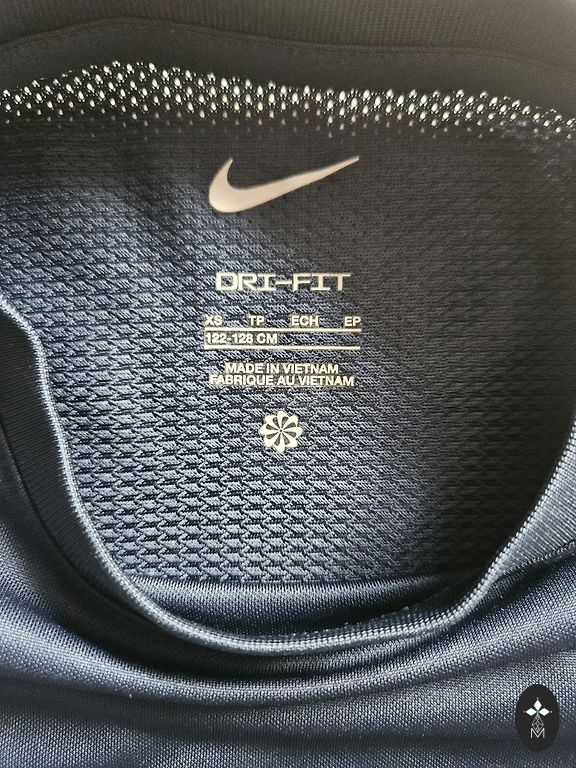 DRI-FIT
XS TP ECH EP
122-128 CM
MADE IN VIETNAM
FABRIQUE AU VIETNAM
M